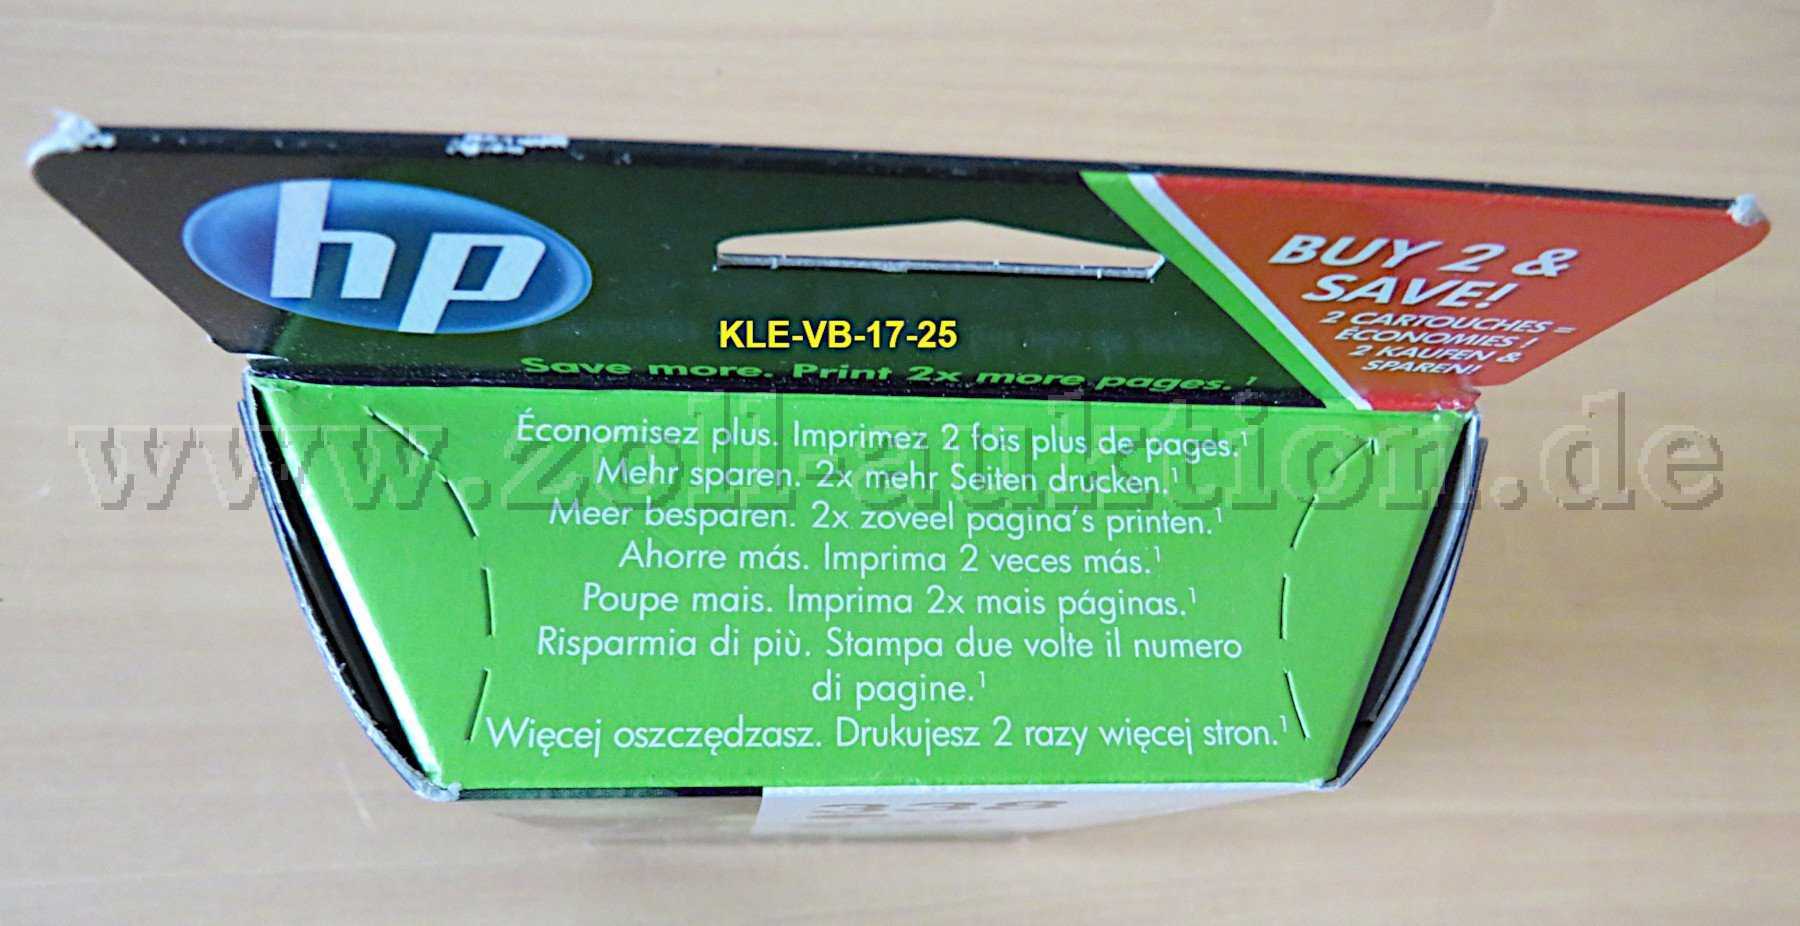 hp
BUY 2 &
SAVE!
2 CARTOUCHES =
ÉCONOMIES !
2 KAUFEN &
SPAREN!
KLE-VB-17-25
Save more. Print 2x more pages.¹
www.zoll-auktion.de
Économisez plus. Imprimez 2 fois plus de pages.¹
Mehr sparen. 2x mehr Seiten drucken.¹
Meer besparen. 2x zoveel pagina's printen.¹
Ahorre más. Imprima 2 veces más.¹
Poupe mais. Imprima 2x mais páginas.¹
Risparmia di più. Stampa due volte il numero
di pagine.¹
Więcej oszczędzasz. Drukujesz 2 razy więcej stron.¹
338